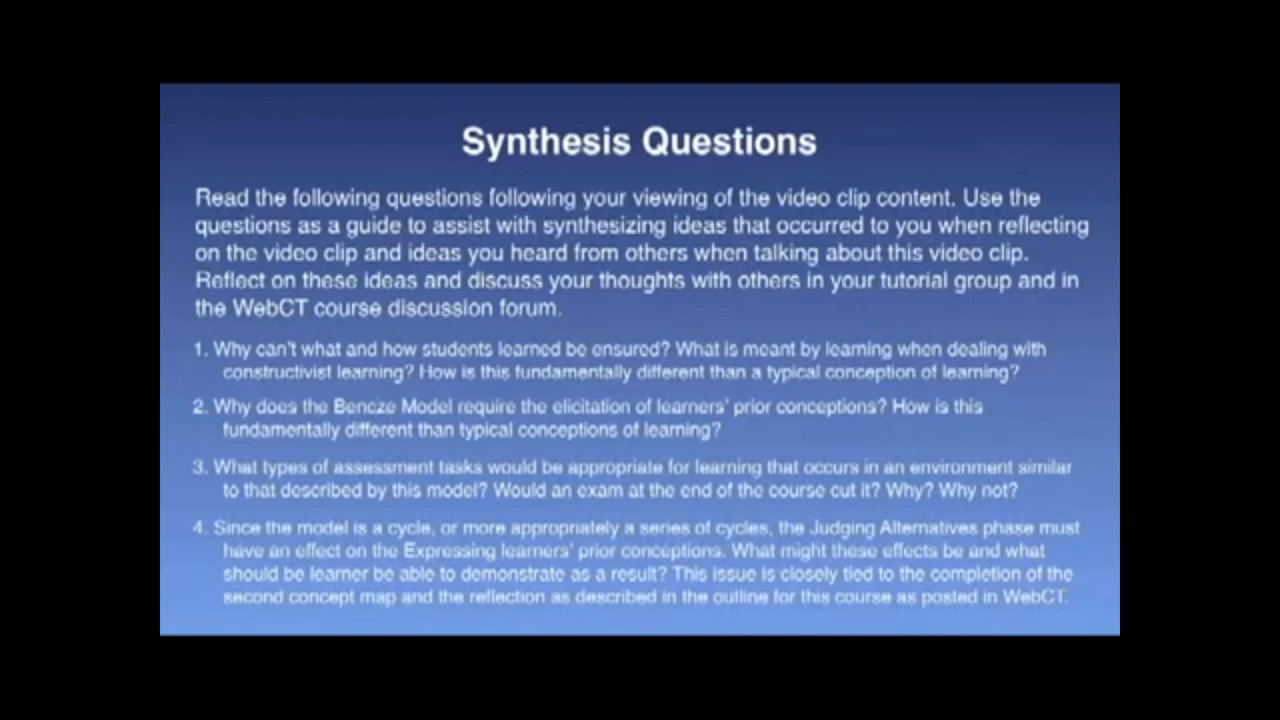 Synthesis Questions
Read the following questions following your viewing of the video clip content. Use the
questions as a guide to assist with synthesizing ideas that occurred to you when reflecting
on the video clip and ideas you heard from others when talking about this video clip.
Reflect on these ideas and discuss your thoughts with others in your tutorial group and in
the WebCT course discussion forum.
1. Why can't what and how students learned be ensured? What is meant by learning when dealing with
constructivist learning? How is this fundamentally different than a typical conception of learning?
2. Why does the Bencze Model require the elicitation of learners' prior conceptions? How is this
fundamentally different than typical conceptions of learning?
3. What types of assessment tasks would be appropriate for learning that occurs in an environment similar
to that described by this model? Would an exam at the end of the course cut it? Why? Why not?
4. Since the model is a cycle, or more appropriately a series of cycles, the Judging Alternatives phase must
have an effect on the Expressing learners' prior conceptions. What might these effects be and what
should be learner be able to demonstrate as a result? This issue is closely tied to the completion of the
second concept map and the reflection as described in the outline for this course as posted in WebCT.